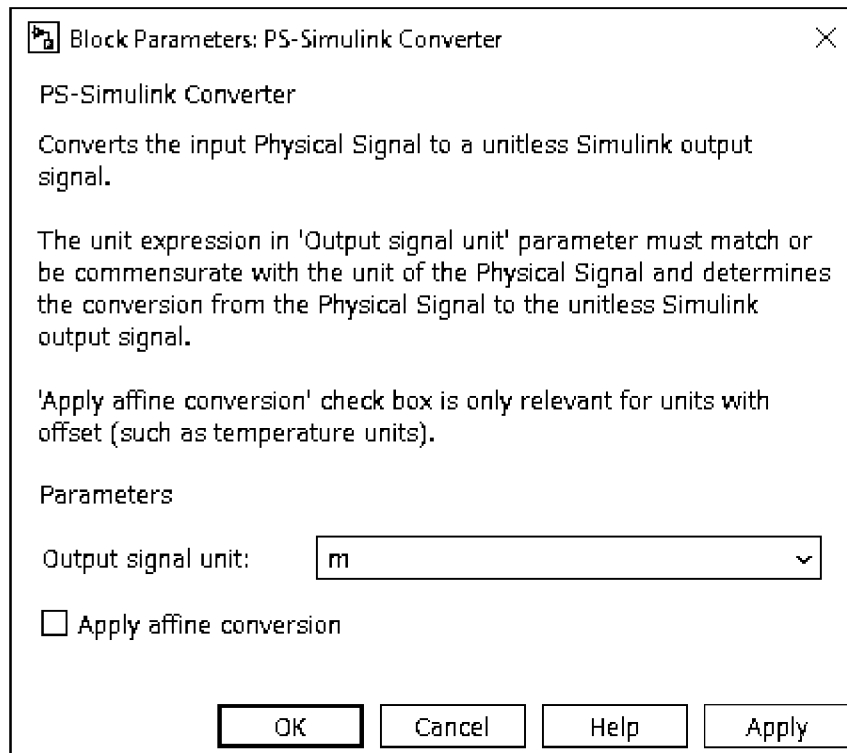 Block Parameters: PS-Simulink Converter
PS-Simulink Converter
Converts the input Physical Signal to a unitless Simulink output
signal.
The unit expression in 'Output signal unit' parameter must match or
be commensurate with the unit of the Physical Signal and determines
the conversion from the Physical Signal to the unitless Simulink
output signal.
'Apply affine conversion' check box is only relevant for units with
offset (such as temperature units).
Parameters
Output signal unit: m
Apply affine conversion
OK Cancel Help Apply